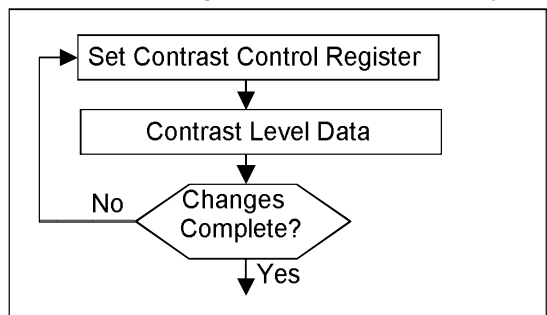 Set Contrast Control Register
Contrast Level Data
No
Changes
Complete?
Yes